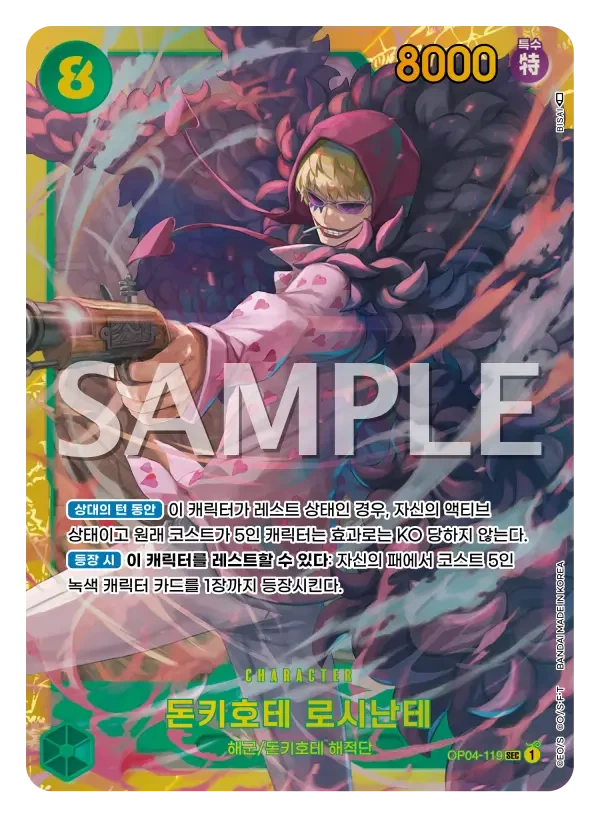 8
8000
특수
特
BISAI
SAMPLE
상대의 턴 동안 이 캐릭터가 레스트 상태인 경우, 자신의 액티브
상태이고 원래 코스트가 5인 캐릭터는 효과로는 KO 당하지 않는다.
등장 시 이 캐릭터를 레스트할 수 있다: 자신의 패에서 코스트 5인
녹색 캐릭터 카드를 1장까지 등장시킨다.
CHARACTER
돈키호테 로시난테
해군/돈키호테 해적단
OP04-119 SEC 1
©EO/S ©O/S·F·T BANDAI MADE IN KOREA